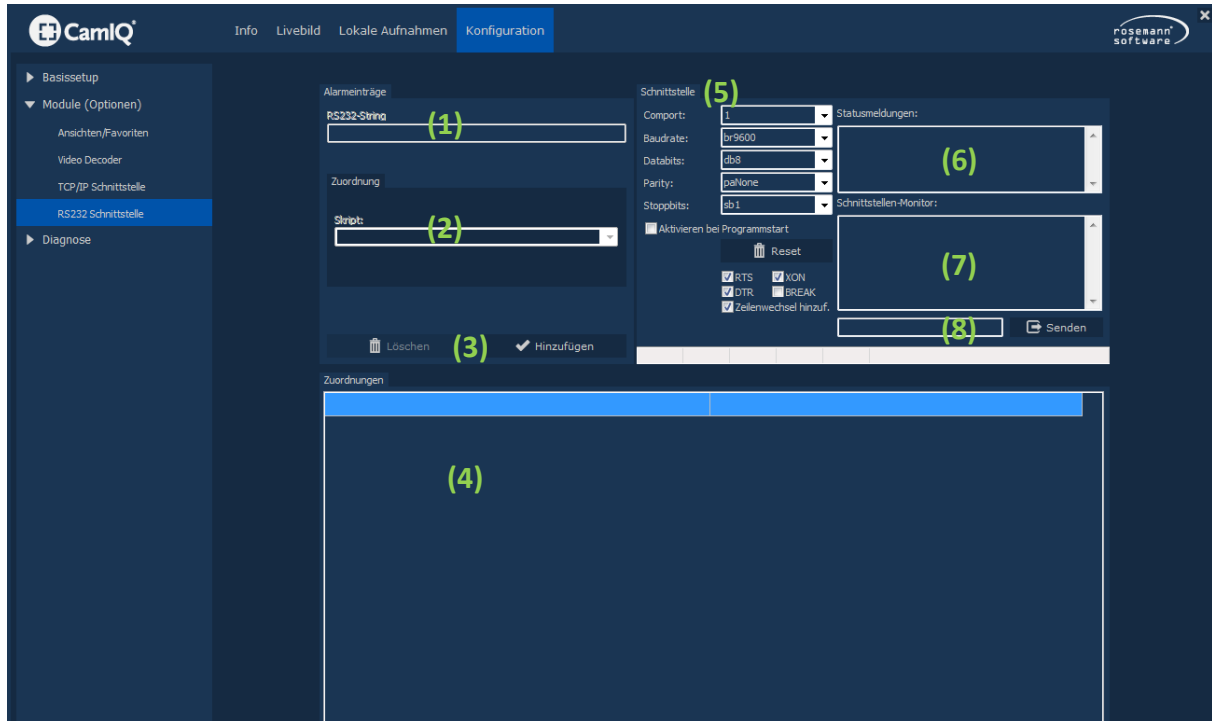 CamIQ
Info Livebild Lokale Aufnahmen Konfiguration
rosemann
software
Basissetup
Module (Optionen)
Ansichten/Favoriten
Video Decoder
TCP/IP Schnittstelle
RS232 Schnittstelle
Diagnose
Alarmeinträge
RS232-String
(1)
Zuordnung
Skript:
(2)
Löschen (3) Hinzufügen
Schnittstelle (5)
Comport: 1
Baudrate: br9600
Databits: db8
Parity: paNone
Stoppbits: sb1
Aktivieren bei Programmstart
Reset
RTS XON
DTR BREAK
Zeilenwechsel hinzuf.
Statusmeldungen:
(6)
Schnittstellen-Monitor:
(7)
(8) Senden
Zuordnungen
(4)